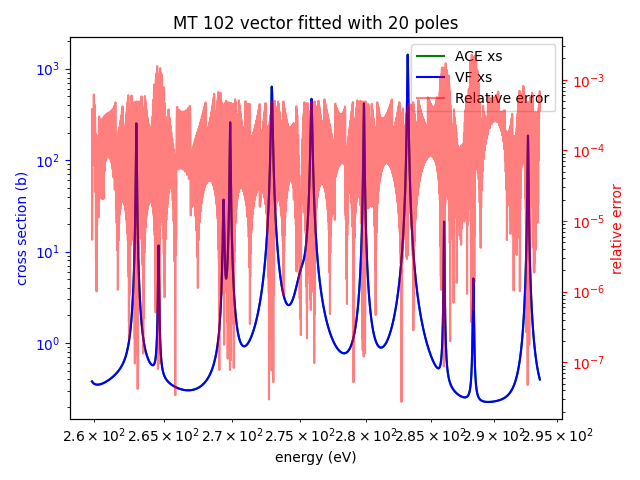 MT 102 vector fitted with 20 poles
ACE xs
VF xs
Relative error
10³
10²
10¹
10⁰
cross section (b)
10⁻³
10⁻⁴
10⁻⁵
10⁻⁶
10⁻⁷
relative error
2.6 × 10² 2.65 × 10² 2.7 × 10² 2.75 × 10² 2.8 × 10² 2.85 × 10² 2.9 × 10² 2.95 × 10²
energy (eV)